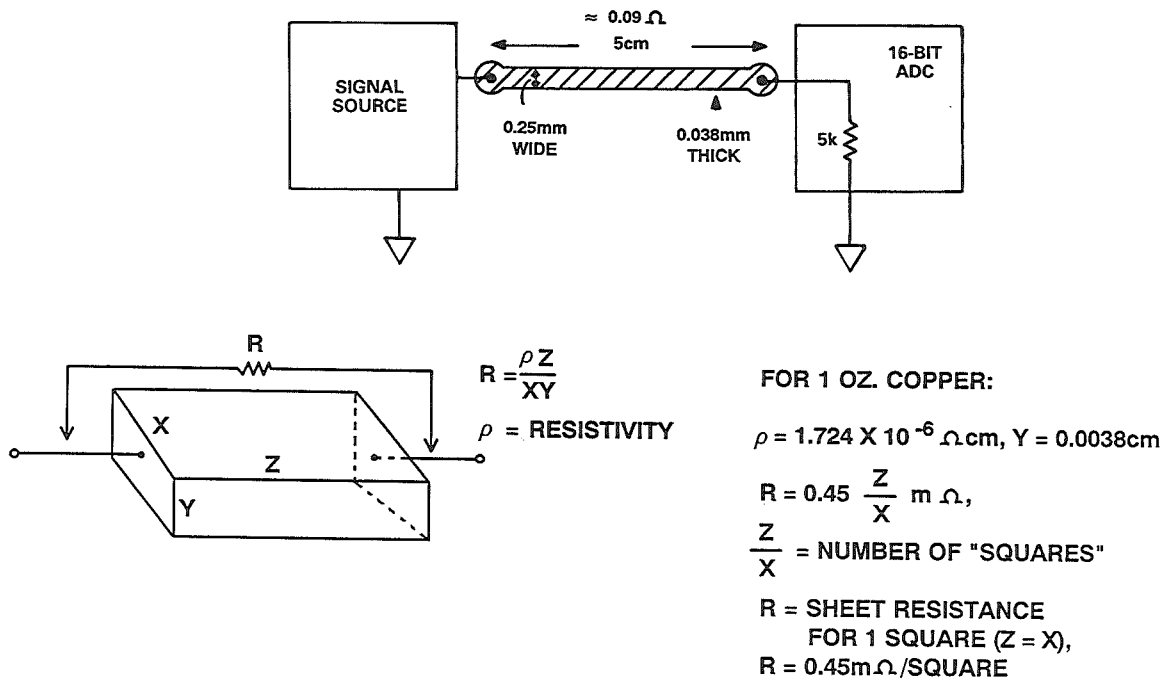 ≈ 0.09 Ω
5cm
SIGNAL
SOURCE
0.25mm
WIDE
0.038mm
THICK
16-BIT
ADC
5k
R
X
Z
Y
R = ρ Z / XY
ρ = RESISTIVITY
FOR 1 OZ. COPPER:
ρ = 1.724 X 10⁻⁶ Ωcm, Y = 0.0038cm
R = 0.45 Z/X m Ω,
Z/X = NUMBER OF "SQUARES"
R = SHEET RESISTANCE
FOR 1 SQUARE (Z = X),
R = 0.45mΩ/SQUARE